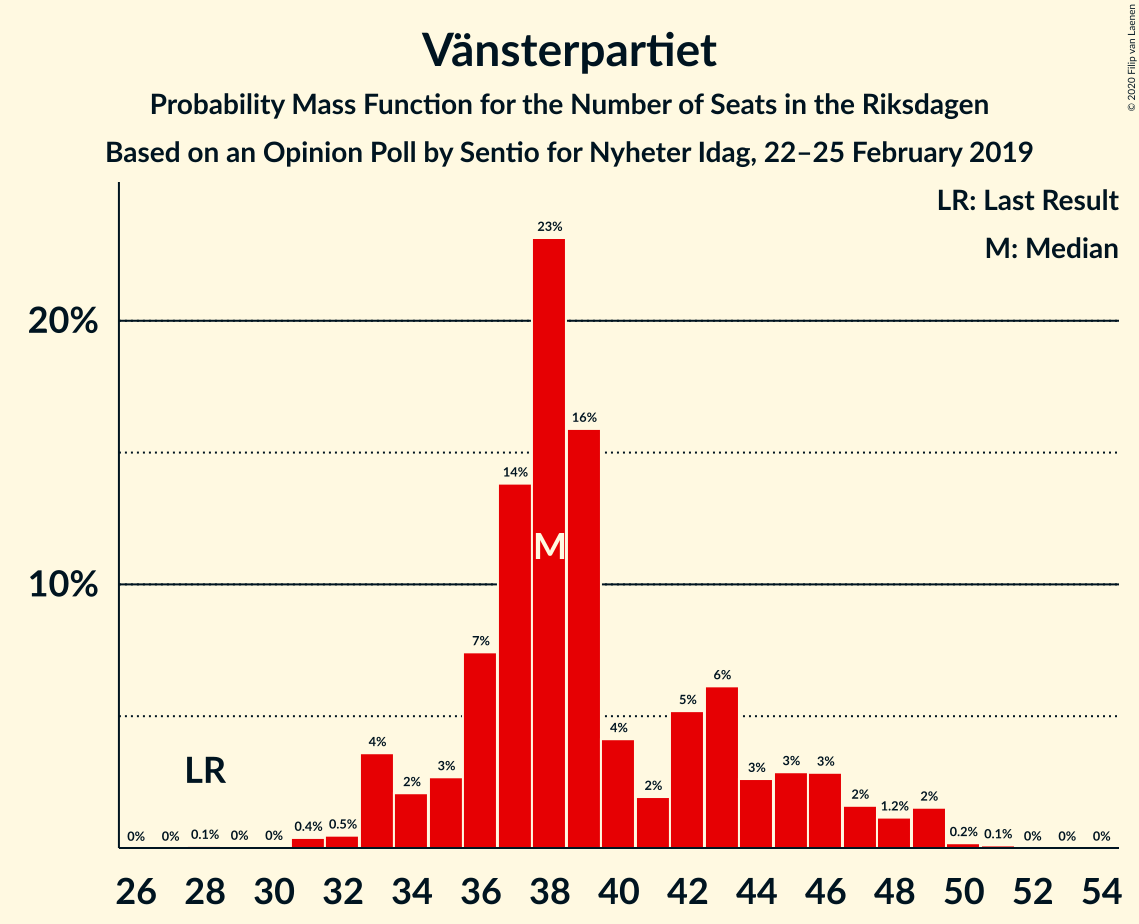 © 2020 Filip van Laenen
Vänsterpartiet
Probability Mass Function for the Number of Seats in the Riksdagen
Based on an Opinion Poll by Sentio for Nyheter Idag, 22–25 February 2019
LR: Last Result
M: Median
20%
10%
0% 0% 0.1% 0% 0% 0.4% 0.5% 4% 2% 3% 7% 14% 23% 16% 4% 2% 5% 6% 3% 3% 3% 2% 1.2% 2% 0.2% 0.1% 0% 0% 0%
LR
M
26 28 30 32 34 36 38 40 42 44 46 48 50 52 54